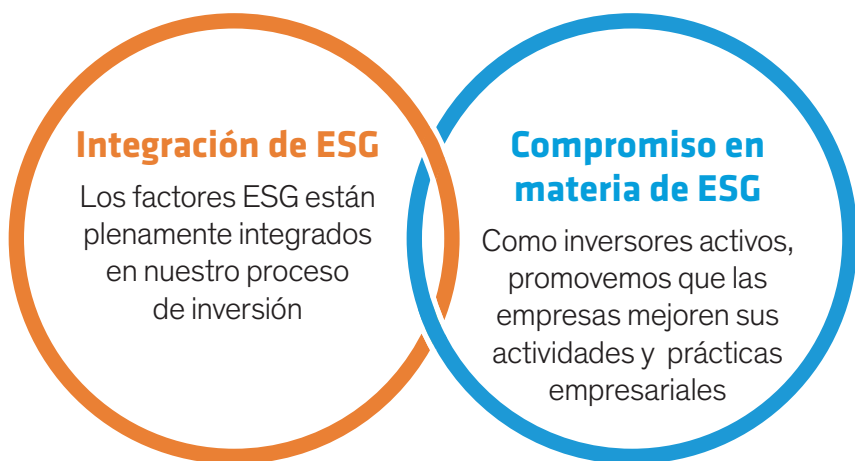 Integración de ESG
Los factores ESG están
plenamente integrados
en nuestro proceso
de inversión
Compromiso en
materia de ESG
Como inversores activos,
promovemos que las
empresas mejoren sus
actividades y prácticas
empresariales